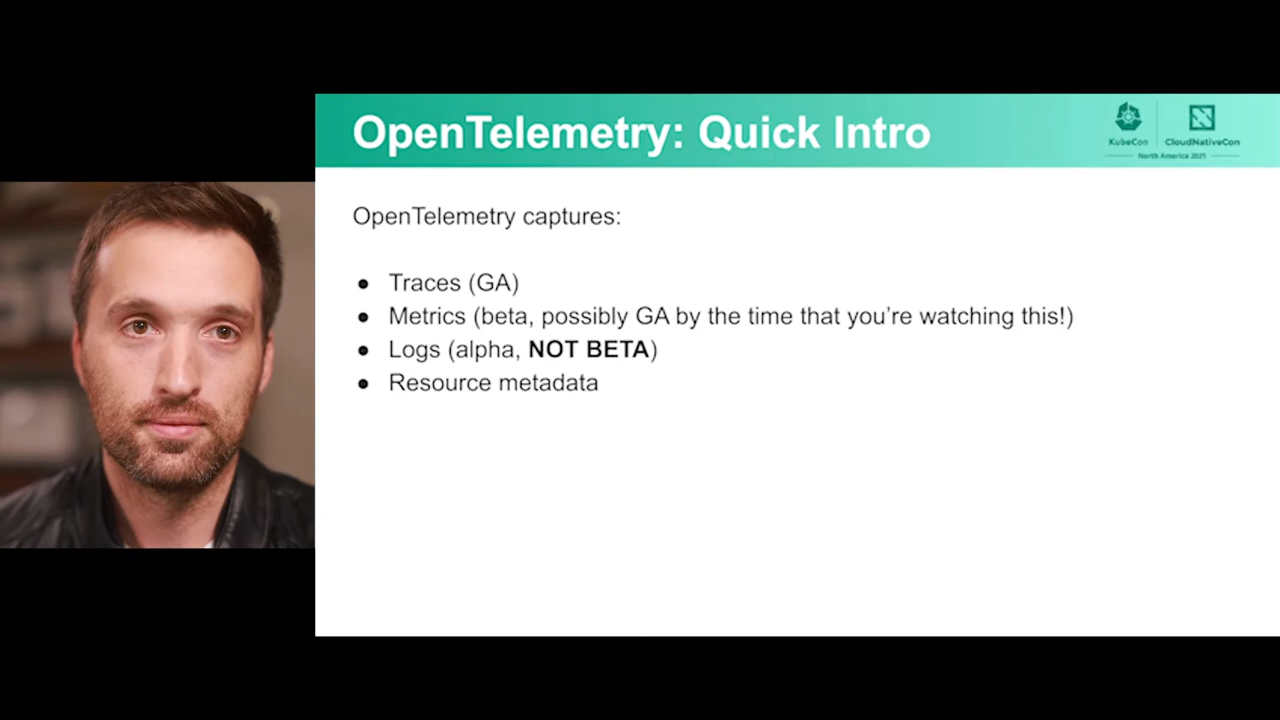 OpenTelemetry: Quick Intro
KubeCon
CloudNativeCon
North America 2021
OpenTelemetry captures:
● Traces (GA)
● Metrics (beta, possibly GA by the time that you’re watching this!)
● Logs (alpha, NOT BETA)
● Resource metadata